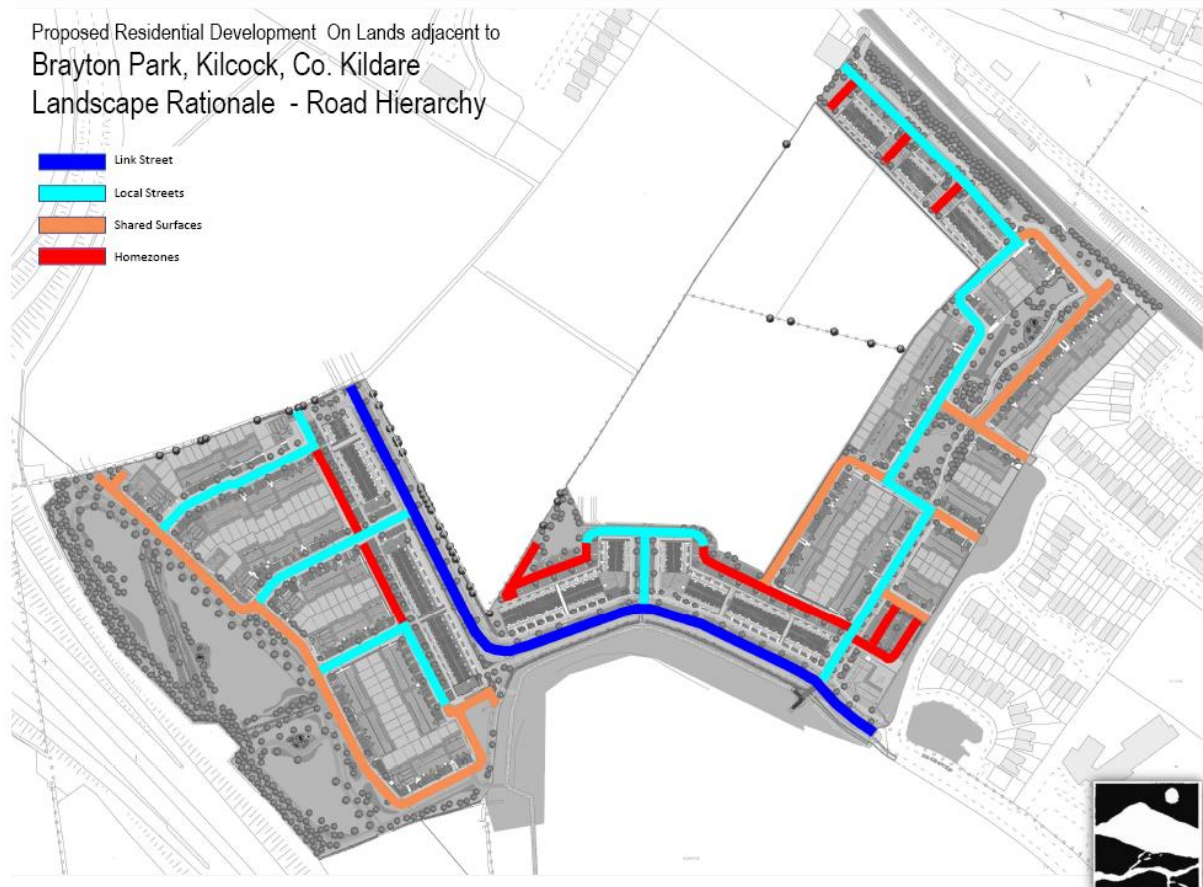 Proposed Residential Development On Lands adjacent to
Brayton Park, Kilcock, Co. Kildare
Landscape Rationale - Road Hierarchy
Link Street
Local Streets
Shared Surfaces
Homezones